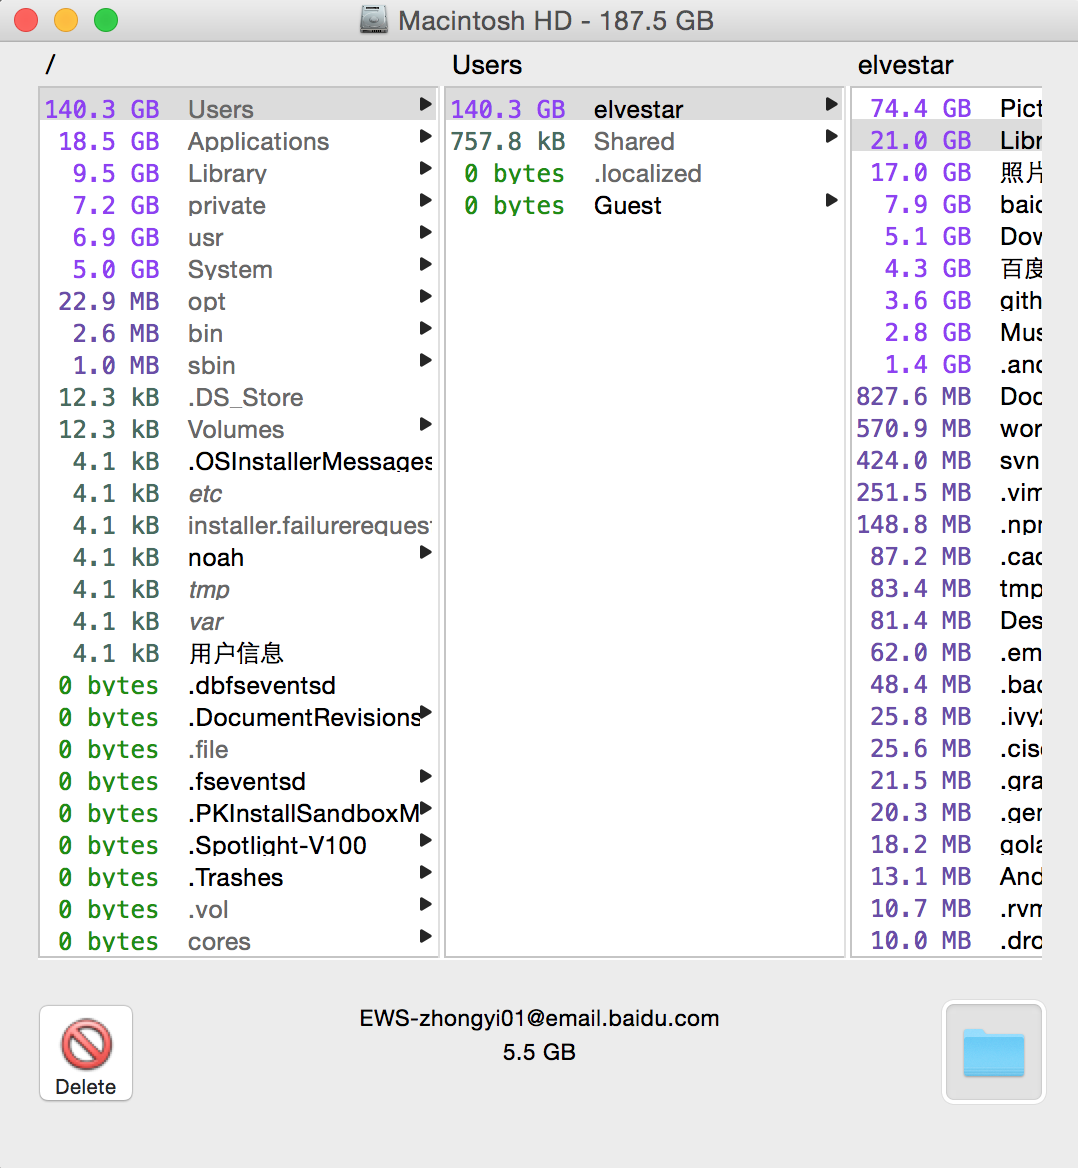 Macintosh HD - 187.5 GB
/
140.3 GB Users
18.5 GB Applications
9.5 GB Library
7.2 GB private
6.9 GB usr
5.0 GB System
22.9 MB opt
2.6 MB bin
1.0 MB sbin
12.3 kB .DS_Store
12.3 kB Volumes
4.1 kB .OSInstallerMessages
4.1 kB etc
4.1 kB installer.failurereques
4.1 kB noah
4.1 kB tmp
4.1 kB var
4.1 kB 用户信息
0 bytes .dbfseventsd
0 bytes .DocumentRevisions
0 bytes .file
0 bytes .fseventsd
0 bytes .PKInstallSandboxM
0 bytes .Spotlight-V100
0 bytes .Trashes
0 bytes .vol
0 bytes cores
Users
140.3 GB elvestar
757.8 kB Shared
0 bytes .localized
0 bytes Guest
elvestar
74.4 GB Pict
21.0 GB Libr
17.0 GB 照片
7.9 GB baid
5.1 GB Dow
4.3 GB 百度
3.6 GB gith
2.8 GB Mus
1.4 GB .and
827.6 MB Doc
570.9 MB wor
424.0 MB svn
251.5 MB .vim
148.8 MB .npm
87.2 MB .cac
83.4 MB tmp
81.4 MB Des
62.0 MB .em
48.4 MB .bac
25.8 MB .ivy2
25.6 MB .cisc
21.5 MB .gra
20.3 MB .gem
18.2 MB gola
13.1 MB And
10.7 MB .rvm
10.0 MB .dro
EWS-zhongyi01@email.baidu.com
5.5 GB
Delete